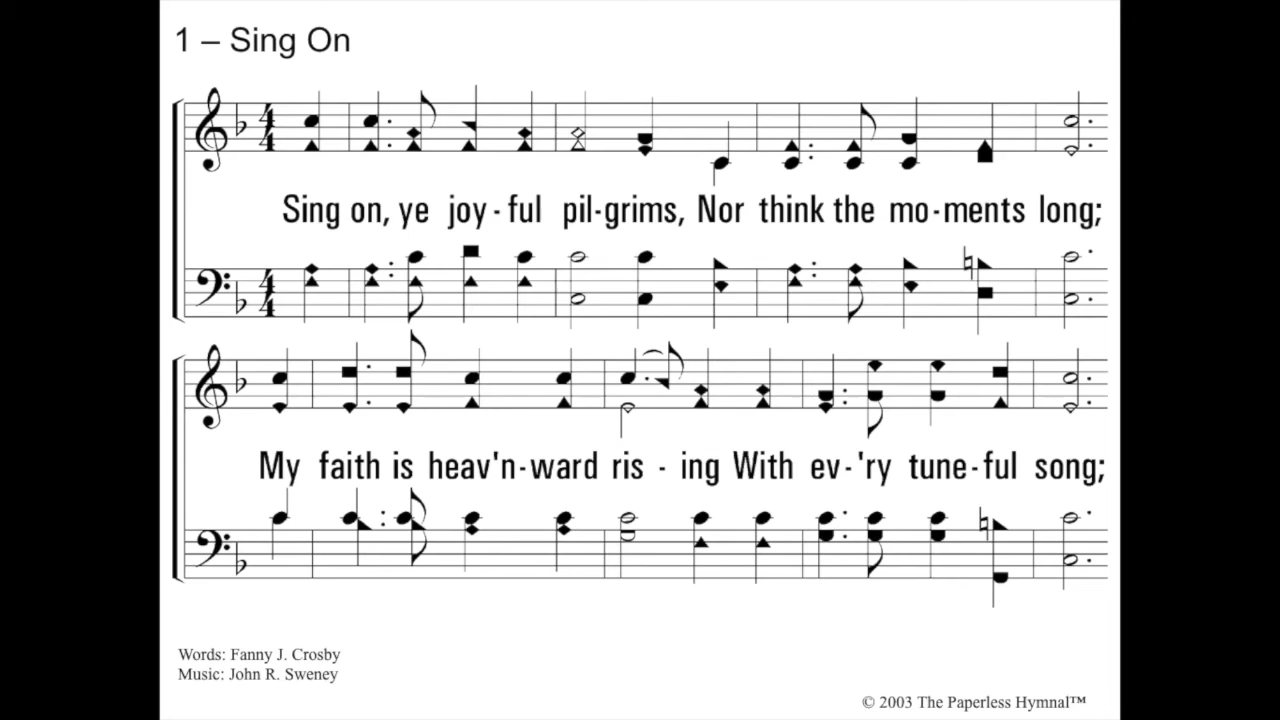 1 – Sing On
Sing on, ye joy - ful pil-grims, Nor think the mo-ments long;
My faith is heav'n-ward ris - ing With ev-'ry tune-ful song;
Words: Fanny J. Crosby
Music: John R. Sweney
© 2003 The Paperless Hymnal™